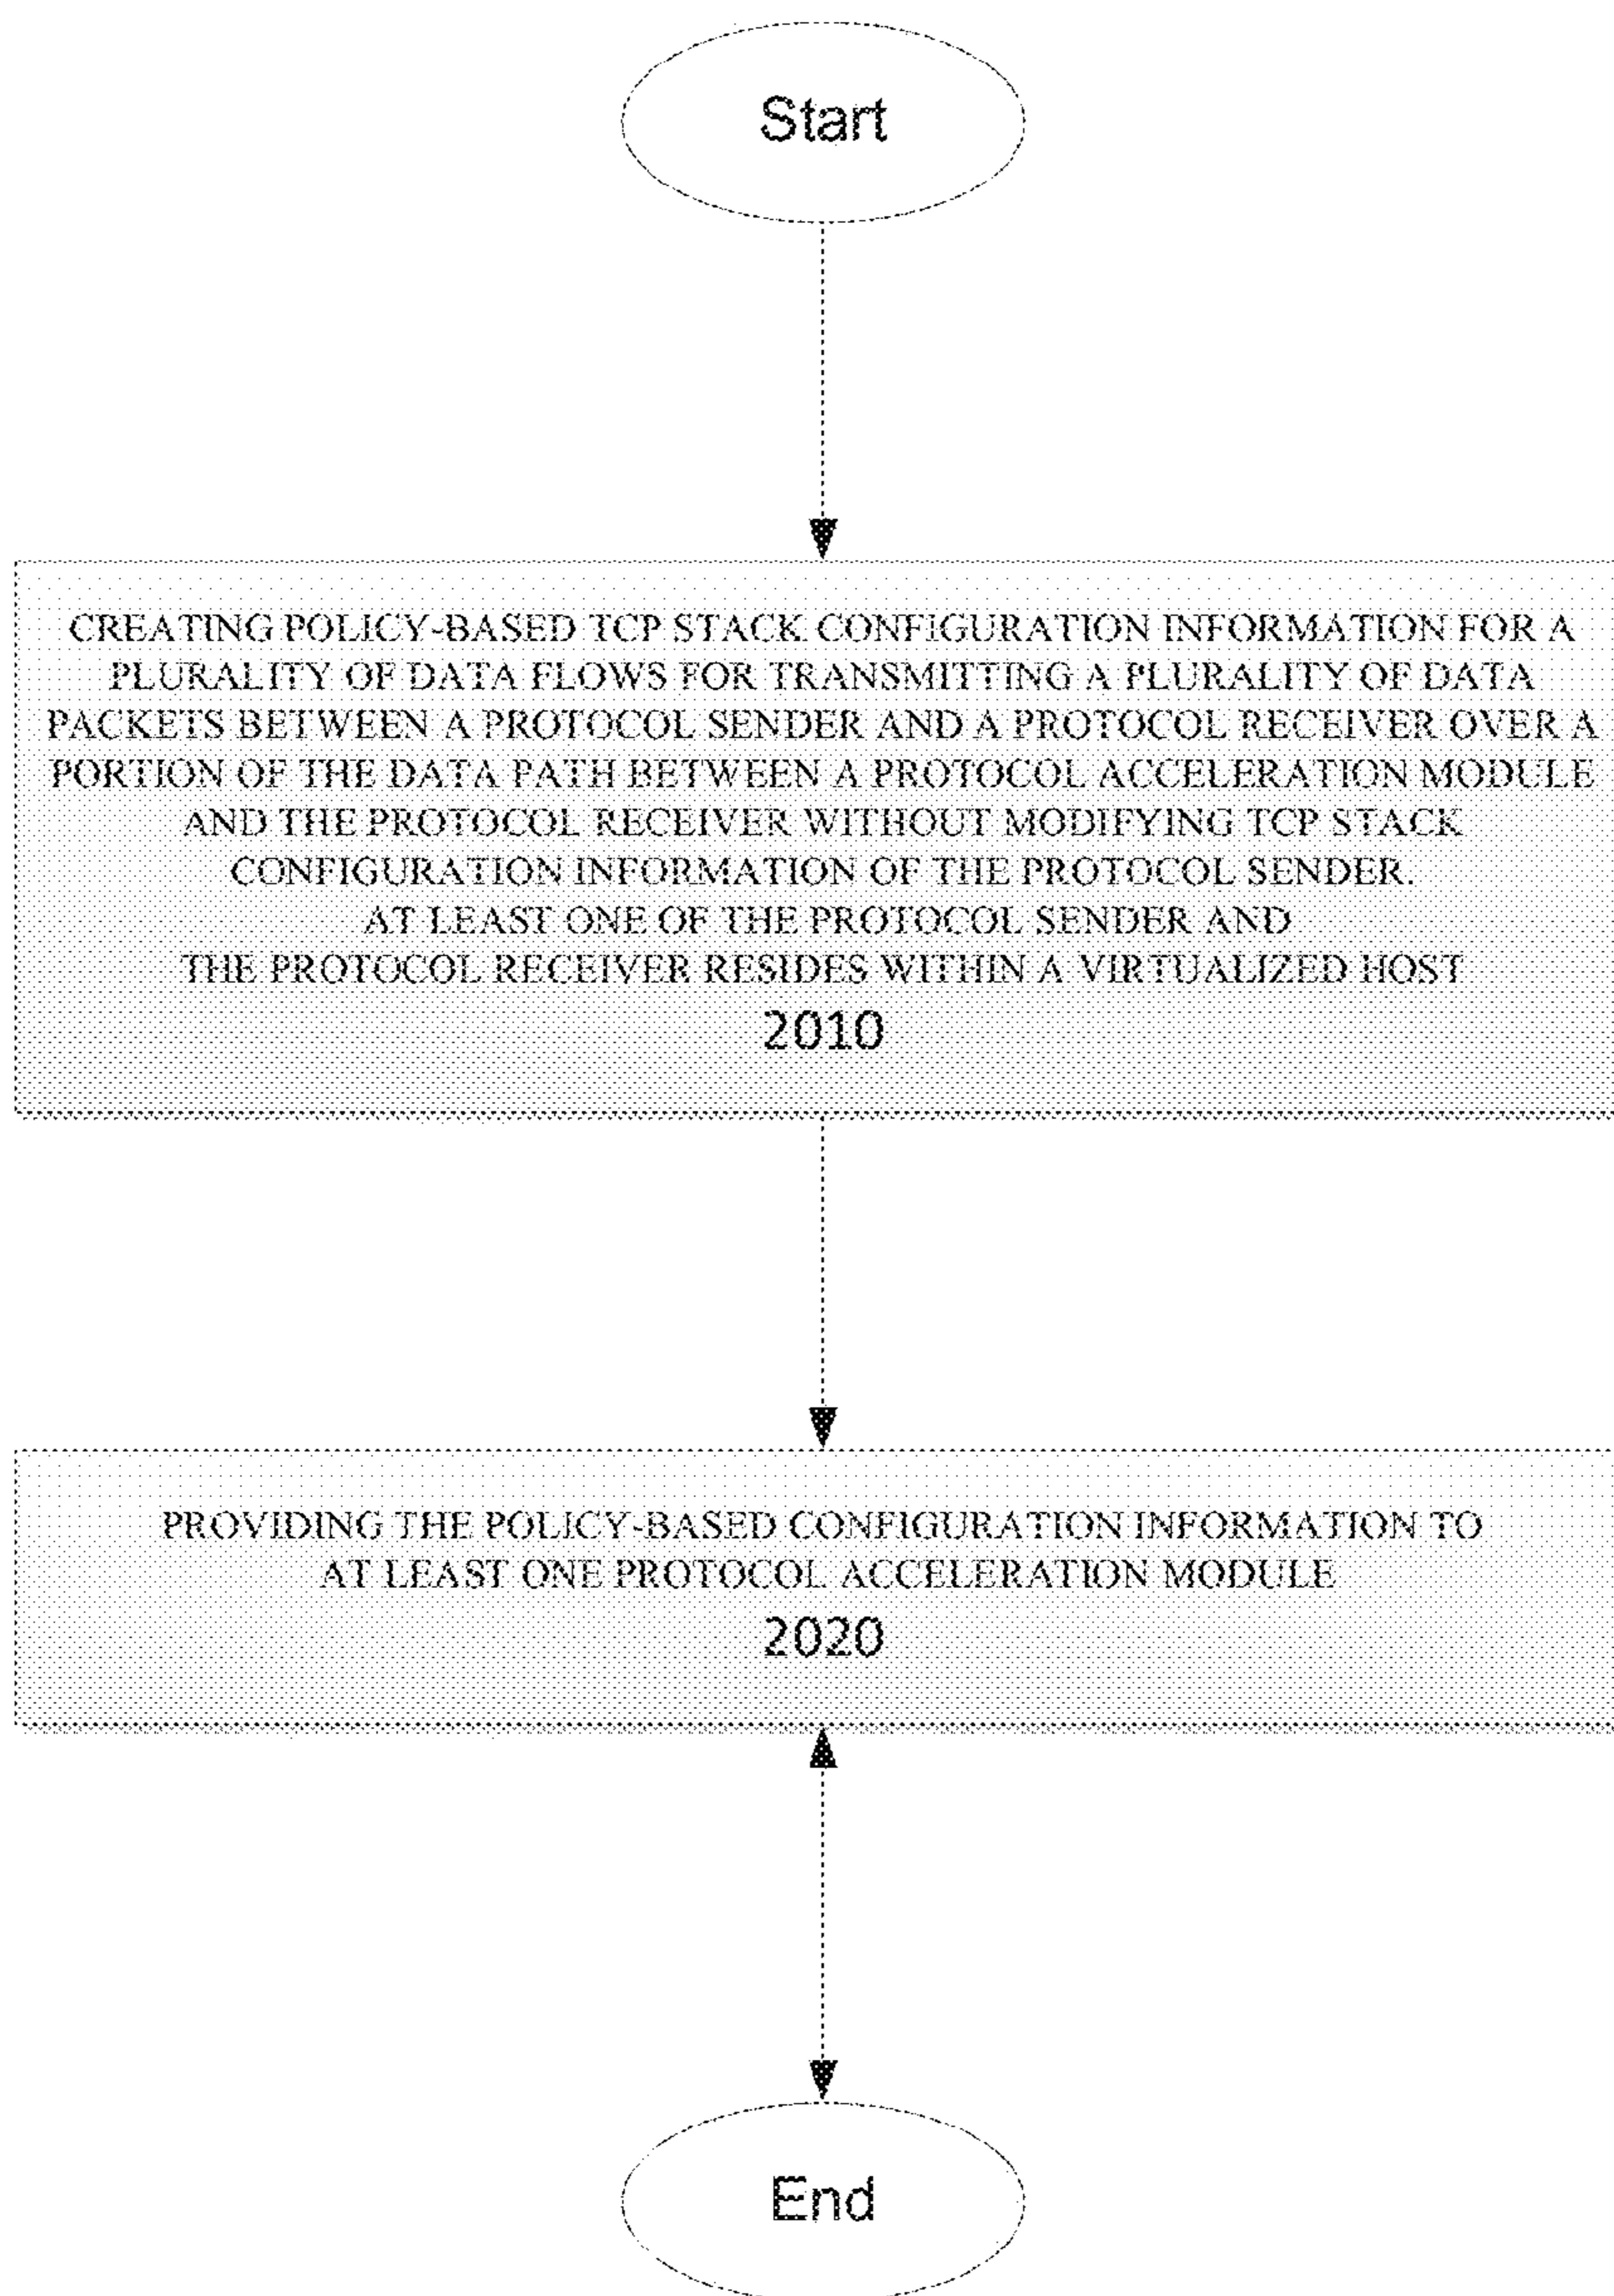 Start
CREATING POLICY-BASED TCP STACK CONFIGURATION INFORMATION FOR A
PLURALITY OF DATA FLOWS FOR TRANSMITTING A PLURALITY OF DATA
PACKETS BETWEEN A PROTOCOL SENDER AND A PROTOCOL RECEIVER OVER A
PORTION OF THE DATA PATH BETWEEN A PROTOCOL ACCELERATION MODULE
AND THE PROTOCOL RECEIVER WITHOUT MODIFYING TCP STACK
CONFIGURATION INFORMATION OF THE PROTOCOL SENDER.
AT LEAST ONE OF THE PROTOCOL SENDER AND
THE PROTOCOL RECEIVER RESIDES WITHIN A VIRTUALIZED HOST
2010
PROVIDING THE POLICY-BASED CONFIGURATION INFORMATION TO
AT LEAST ONE PROTOCOL ACCELERATION MODULE
2020
End